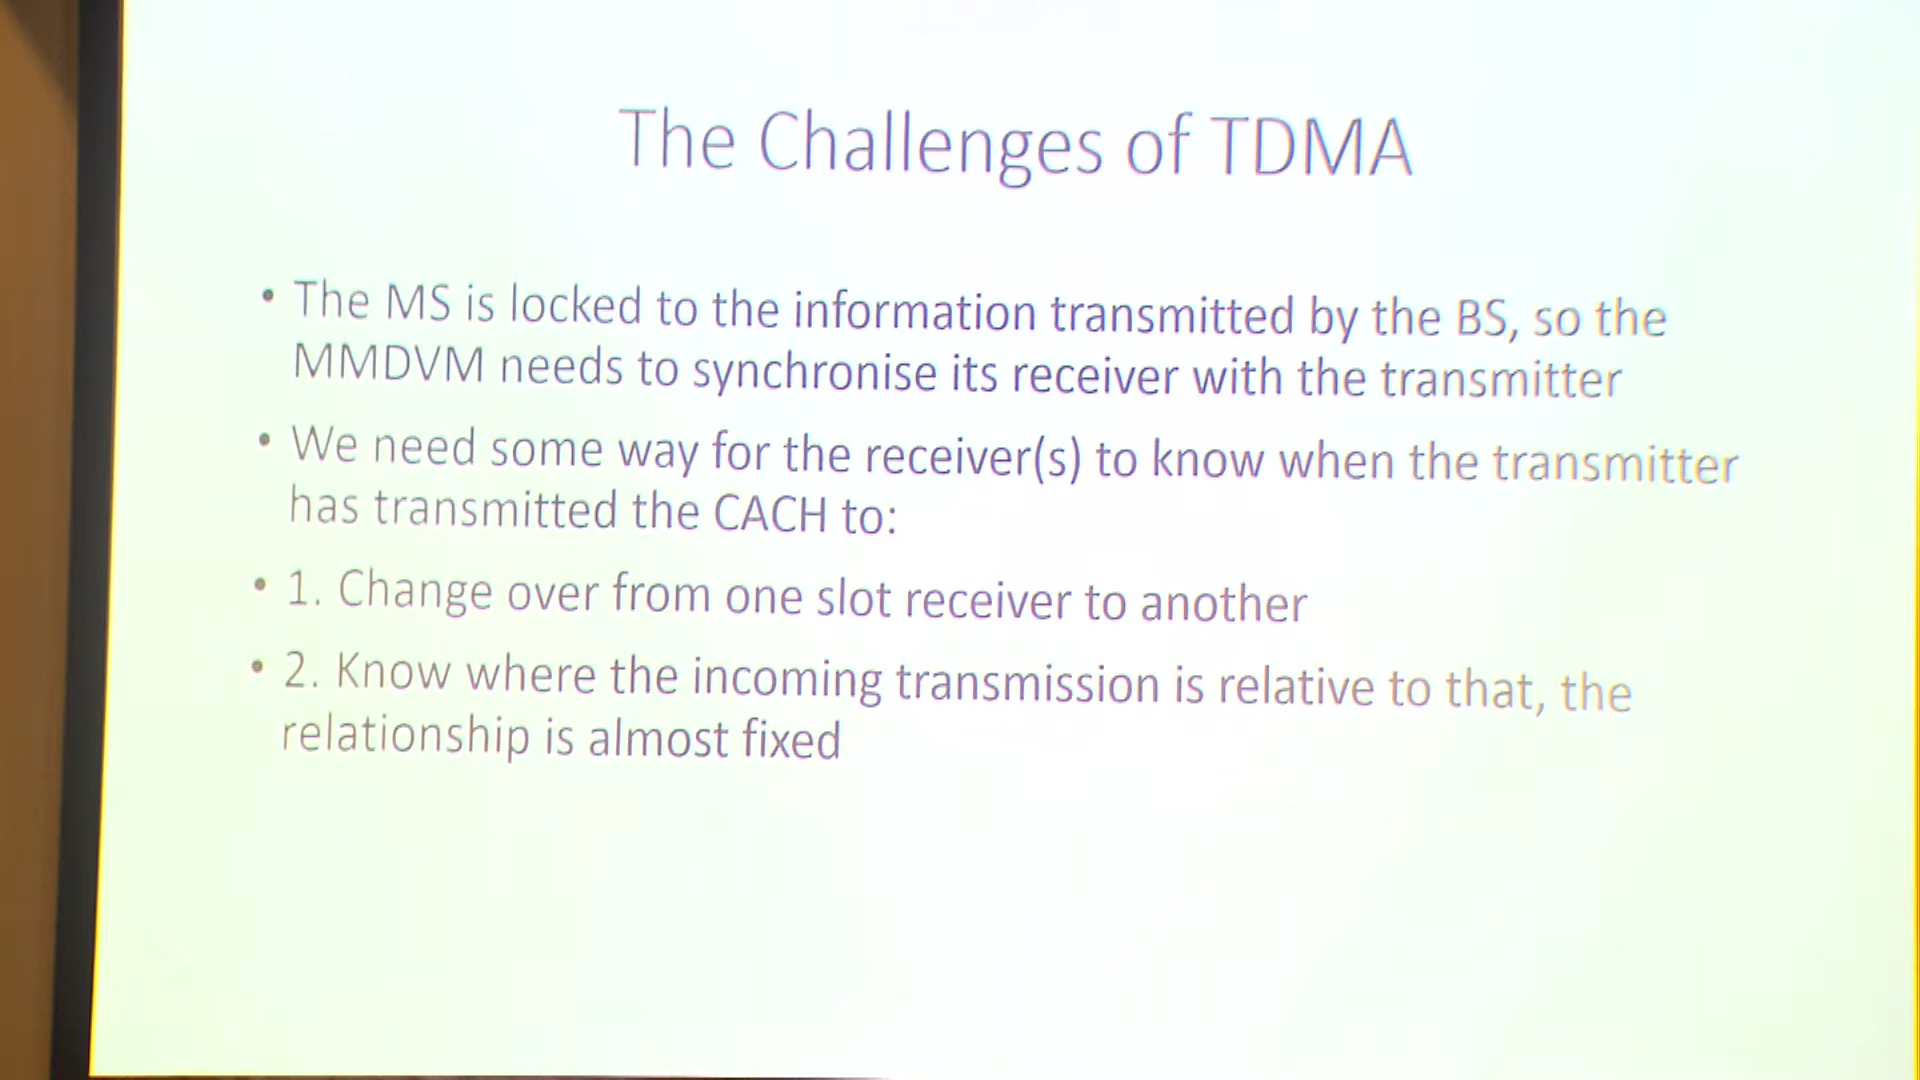 The Challenges of TDMA
• The MS is locked to the information transmitted by the BS, so the
MMDVM needs to synchronise its receiver with the transmitter
• We need some way for the receiver(s) to know when the transmitter
has transmitted the CACH to:
• 1. Change over from one slot receiver to another
• 2. Know where the incoming transmission is relative to that, the
relationship is almost fixed